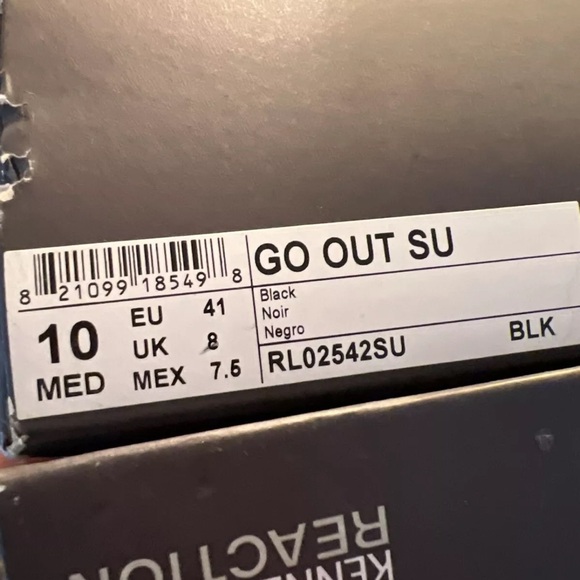 8 21099 18549 8
GO OUT SU
10 MED
EU 41
UK 8
MEX 7.5
Black
Noir
Negro
RL02542SU BLK
KENNE
REACTION